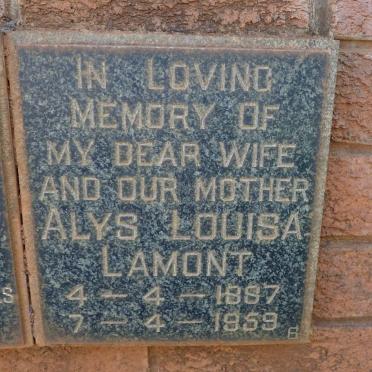 IN LOVING
MEMORY OF
MY DEAR WIFE
AND OUR MOTHER
ALYS LOUISA
LAMONT
4 — 4 — 1887
7 — 4 — 1959